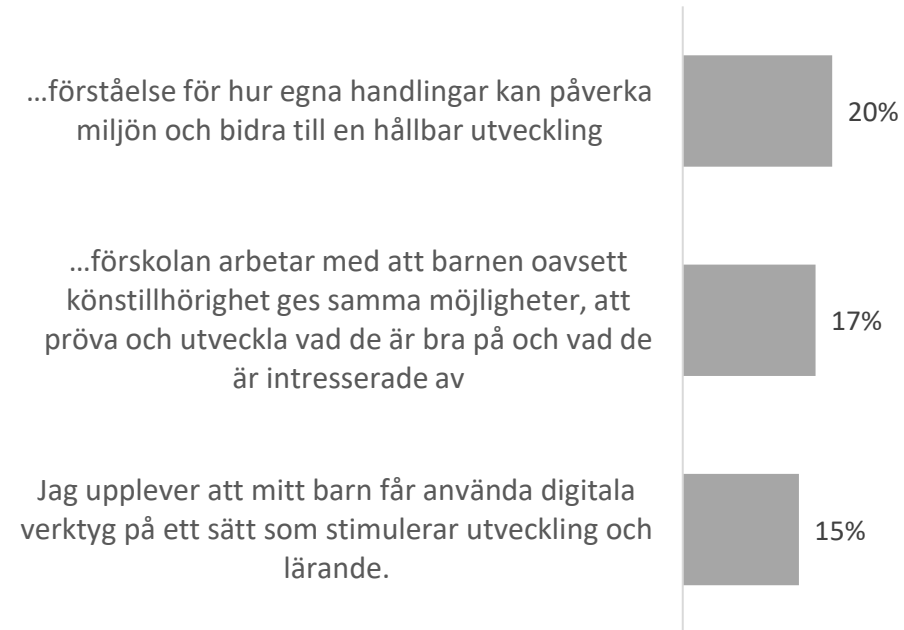 ...förståelse för hur egna handlingar kan påverka
miljön och bidra till en hållbar utveckling
20%
...förskolan arbetar med att barnen oavsett
könstillhörighet ges samma möjligheter, att
pröva och utveckla vad de är bra på och vad de
är intresserade av
17%
Jag upplever att mitt barn får använda digitala
verktyg på ett sätt som stimulerar utveckling och
lärande.
15%